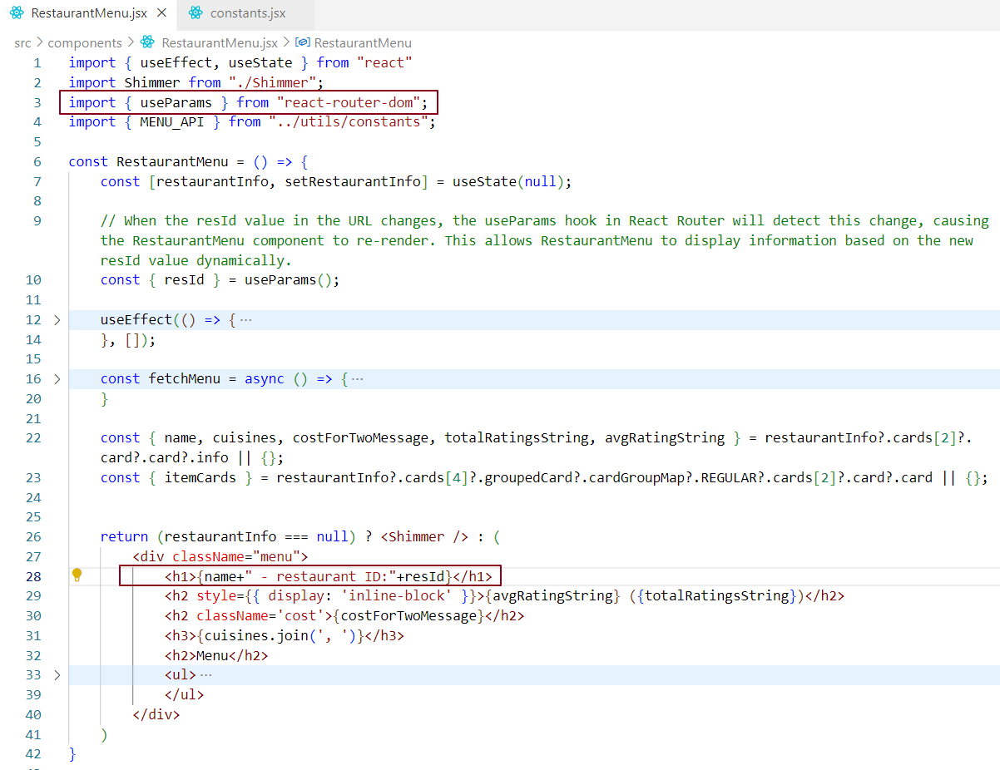 RestaurantMenu.jsx × constants.jsx
src > components > RestaurantMenu.jsx > RestaurantMenu
1 import { useEffect, useState } from "react"
2 import Shimmer from "./Shimmer";
3 import { useParams } from "react-router-dom";
4 import { MENU_API } from "../utils/constants";
5
6 const RestaurantMenu = () => {
7 const [restaurantInfo, setRestaurantInfo] = useState(null);
8
9 // When the resId value in the URL changes, the useParams hook in React Router will detect this change, causing
the RestaurantMenu component to re-render. This allows RestaurantMenu to display information based on the new
resId value dynamically.
10 const { resId } = useParams();
11
12 > useEffect(() => { ···
14 }, []);
15
16 > const fetchMenu = async () => { ···
20 }
21
22 const { name, cuisines, costForTwoMessage, totalRatingsString, avgRatingString } = restaurantInfo?.cards[2]?.
card?.card?.info || {};
23 const { itemCards } = restaurantInfo?.cards[4]?.groupedCard?.cardGroupMap?.REGULAR?.cards[2]?.card?.card || {};
24
25
26 return (restaurantInfo === null) ? <Shimmer /> : (
27 <div className="menu">
28 <h1>{name+" - restaurant ID:"+resId}</h1>
29 <h2 style={{ display: 'inline-block' }}>{avgRatingString} ({totalRatingsString})</h2>
30 <h2 className='cost'>{costForTwoMessage}</h2>
31 <h3>{cuisines.join(', ')}</h3>
32 <h2>Menu</h2>
33 > <ul> ···
39 </ul>
40 </div>
41 )
42 }